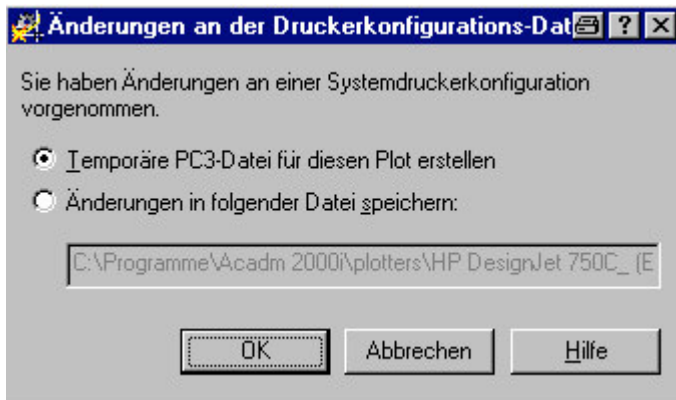 Änderungen an der Druckerkonfigurations-Dat
Sie haben Änderungen an einer Systemdruckerkonfiguration
vorgenommen.
Temporäre PC3-Datei für diesen Plot erstellen
Änderungen in folgender Datei speichern:
C:\Programme\Acadm 2000i\plotters\HP DesignJet 750C_ (E
OK Abbrechen Hilfe